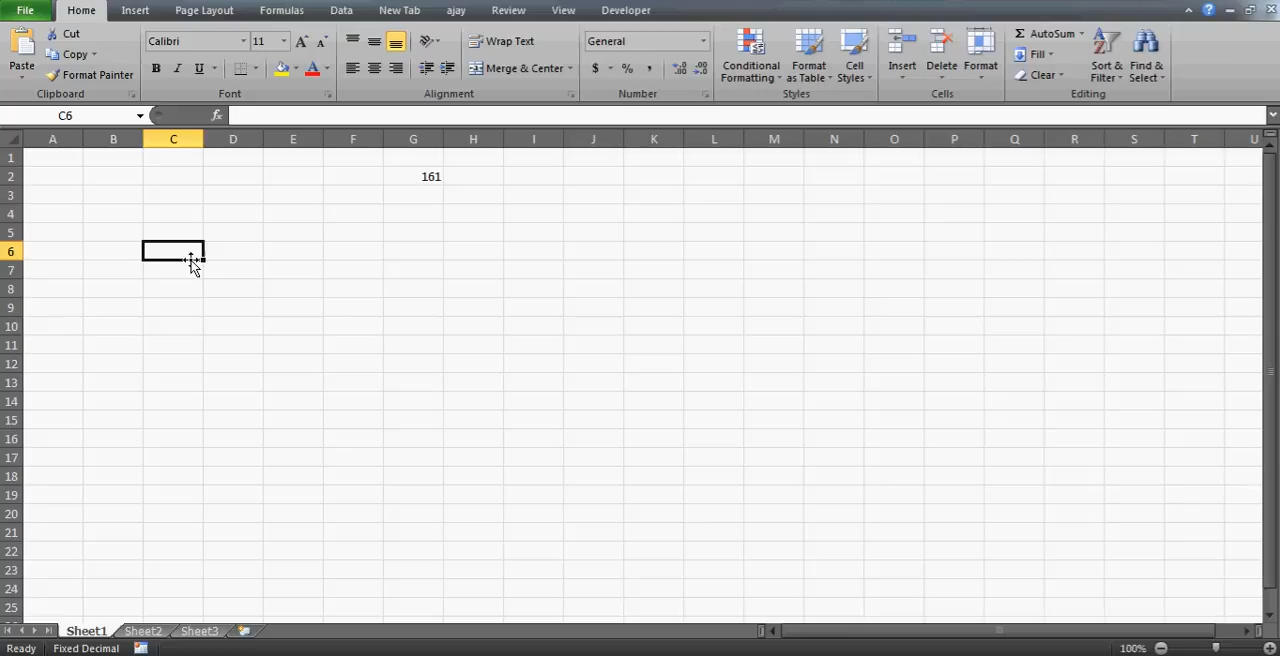 File Home Insert Page Layout Formulas Data New Tab ajay Review View Developer
Paste Cut Copy Format Painter Clipboard
Calibri 11 A A B I U A Font
Wrap Text Merge & Center Alignment
General $ % , .0 .00 .00 .0 Number
Conditional Formatting Format as Table Cell Styles Styles
Insert Delete Format Cells
Σ AutoSum Fill Clear Sort & Filter Find & Select Editing
C6 fx
A B C D E F G H I J K L M N O P Q R S T U
1
2 161
3
4
5
6
7
8
9
10
11
12
13
14
15
16
17
18
19
20
21
22
23
24
25
Sheet1 Sheet2 Sheet3
Ready Fixed Decimal 100%